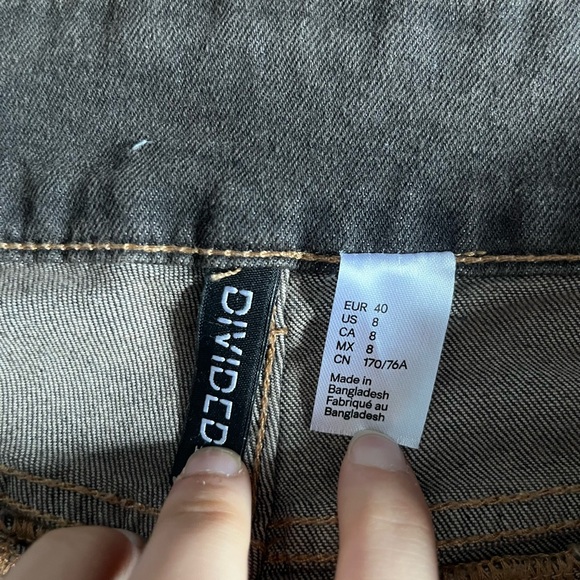 DIVIDED
EUR 40
US 8
CA 8
MX 8
CN 170/76A
Made in
Bangladesh
Fabriqué au
Bangladesh